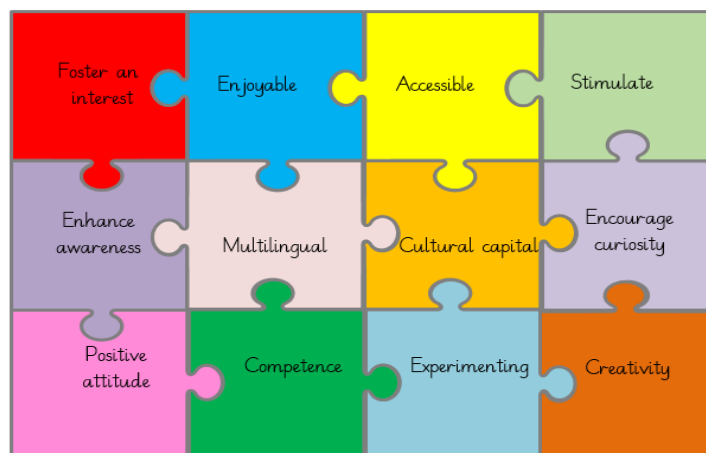 Foster an
interest
Enjoyable
Accessible
Stimulate
Enhance
awareness
Multilingual
Cultural capital
Encourage
curiosity
Positive
attitude
Competence
Experimenting
Creativity